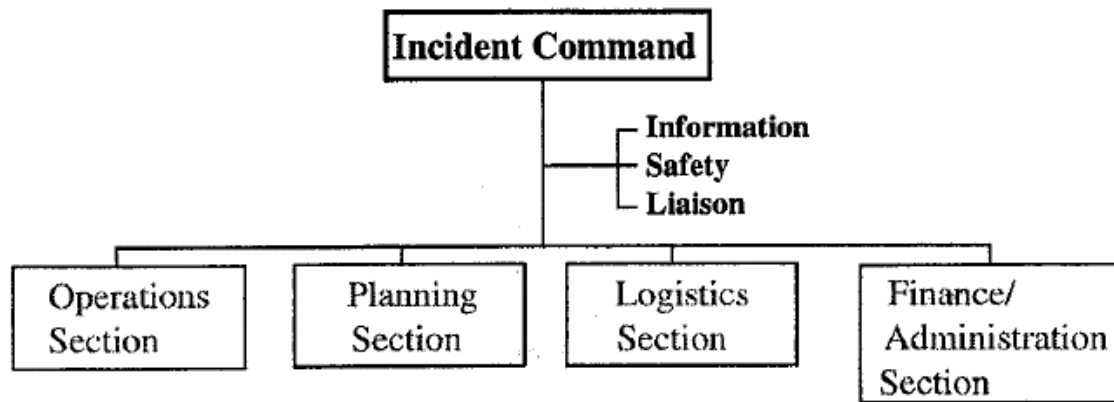 Incident Command
Information
Safety
Liaison
Operations
Section
Planning
Section
Logistics
Section
Finance/
Administration
Section